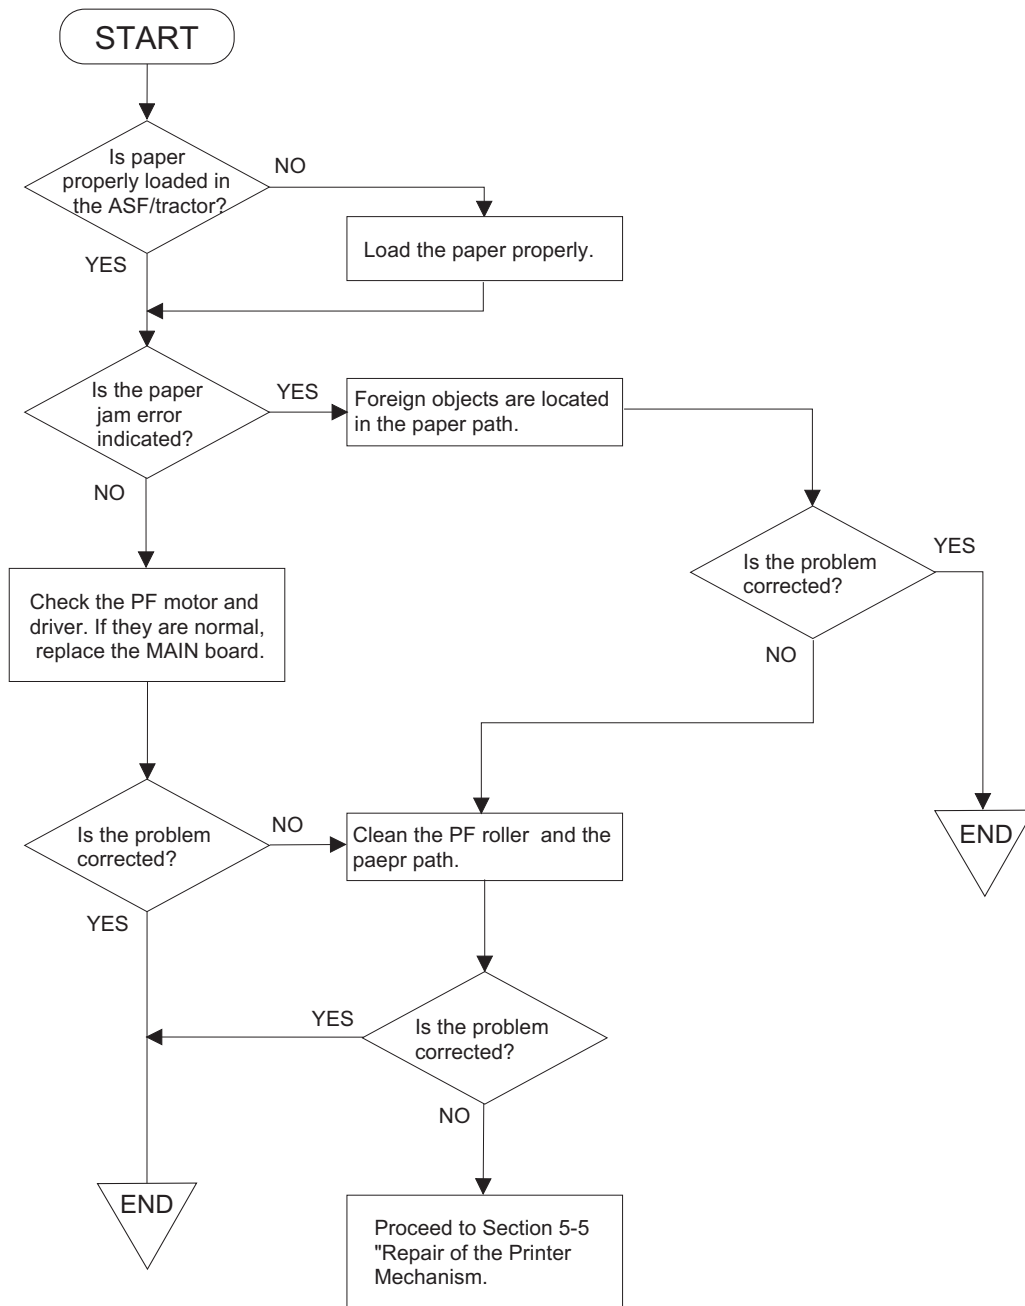 START
Is paper
properly loaded in
the ASF/tractor?
NO
Load the paper properly.
YES
Is the paper
jam error
indicated?
YES
Foreign objects are located
in the paper path.
NO
Is the problem
corrected?
YES
NO
Check the PF motor and
driver. If they are normal,
replace the MAIN board.
Is the problem
corrected?
NO
Clean the PF roller and the
paepr path.
END
YES
Is the problem
corrected?
YES
NO
END
Proceed to Section 5-5
"Repair of the Printer
Mechanism.